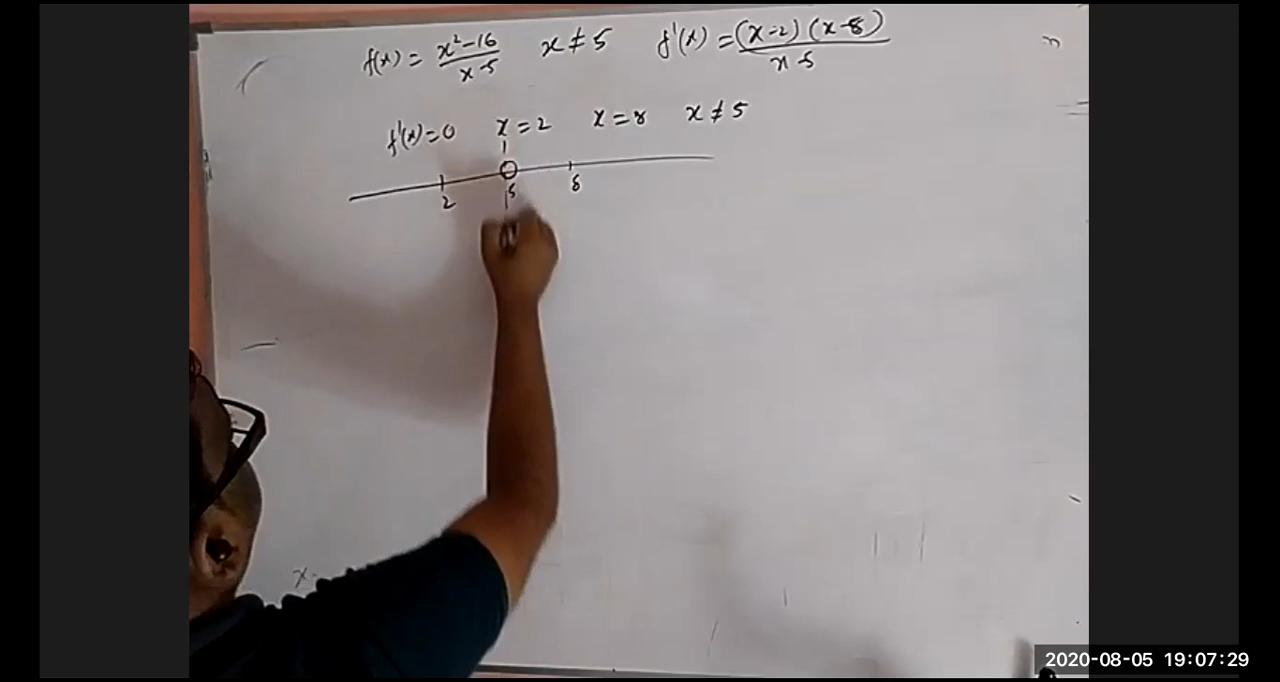 f(x) = x²-16 / x-5 x ≠ 5 f'(x) = (x-2) (x-8) / x-5
f'(x)=0 x = 2 x = 8 x ≠ 5
2 5 8
x-
2020-08-05 19:07:29